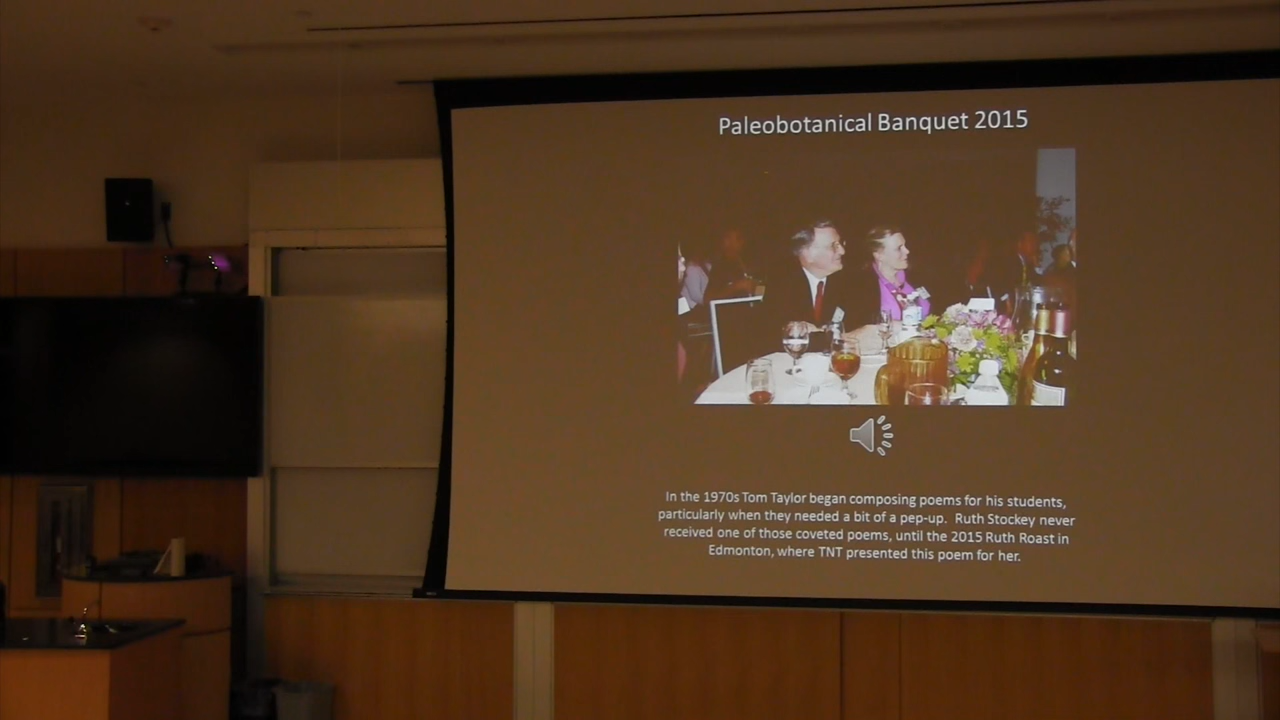 Paleobotanical Banquet 2015
In the 1970s Tom Taylor began composing poems for his students,
particularly when they needed a bit of a pep-up. Ruth Stockey never
received one of those coveted poems, until the 2015 Ruth Roast in
Edmonton, where TNT presented this poem for her.